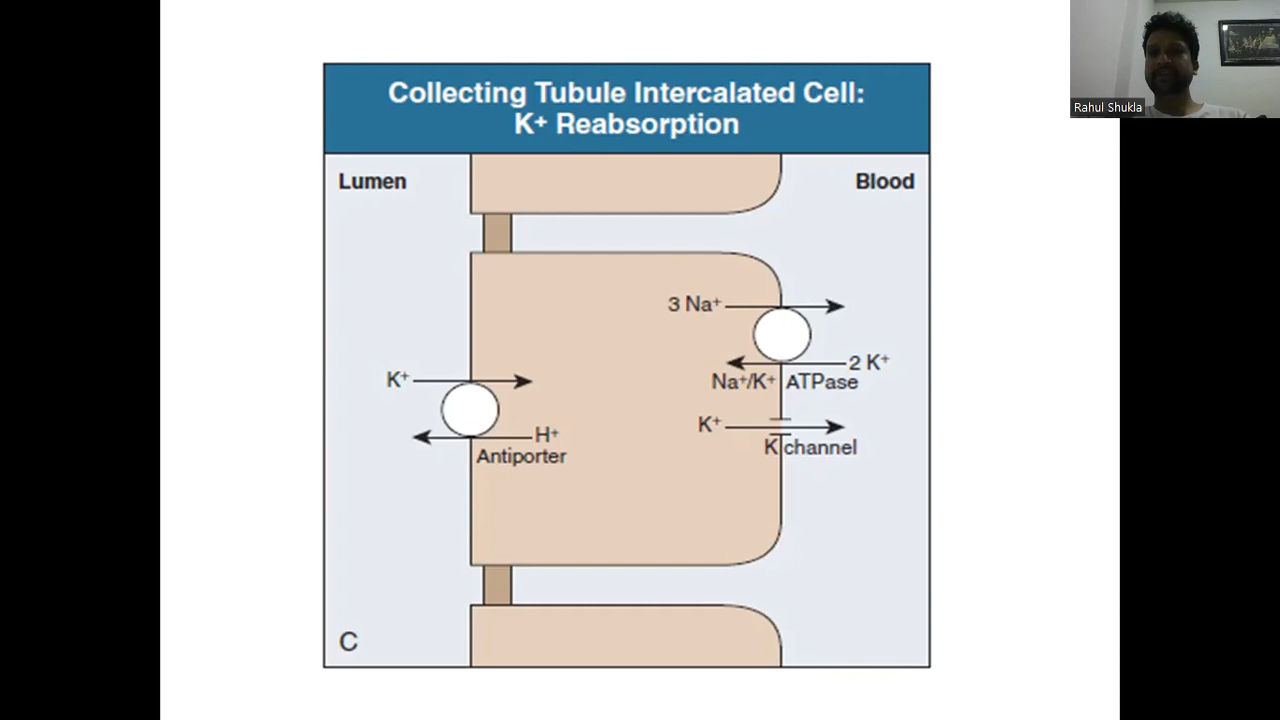 Collecting Tubule Intercalated Cell:
K+ Reabsorption
Rahul Shukla
Lumen
Blood
3 Na+
2 K+
Na+/K+ ATPase
K+
K+
K channel
H+
Antiporter
C